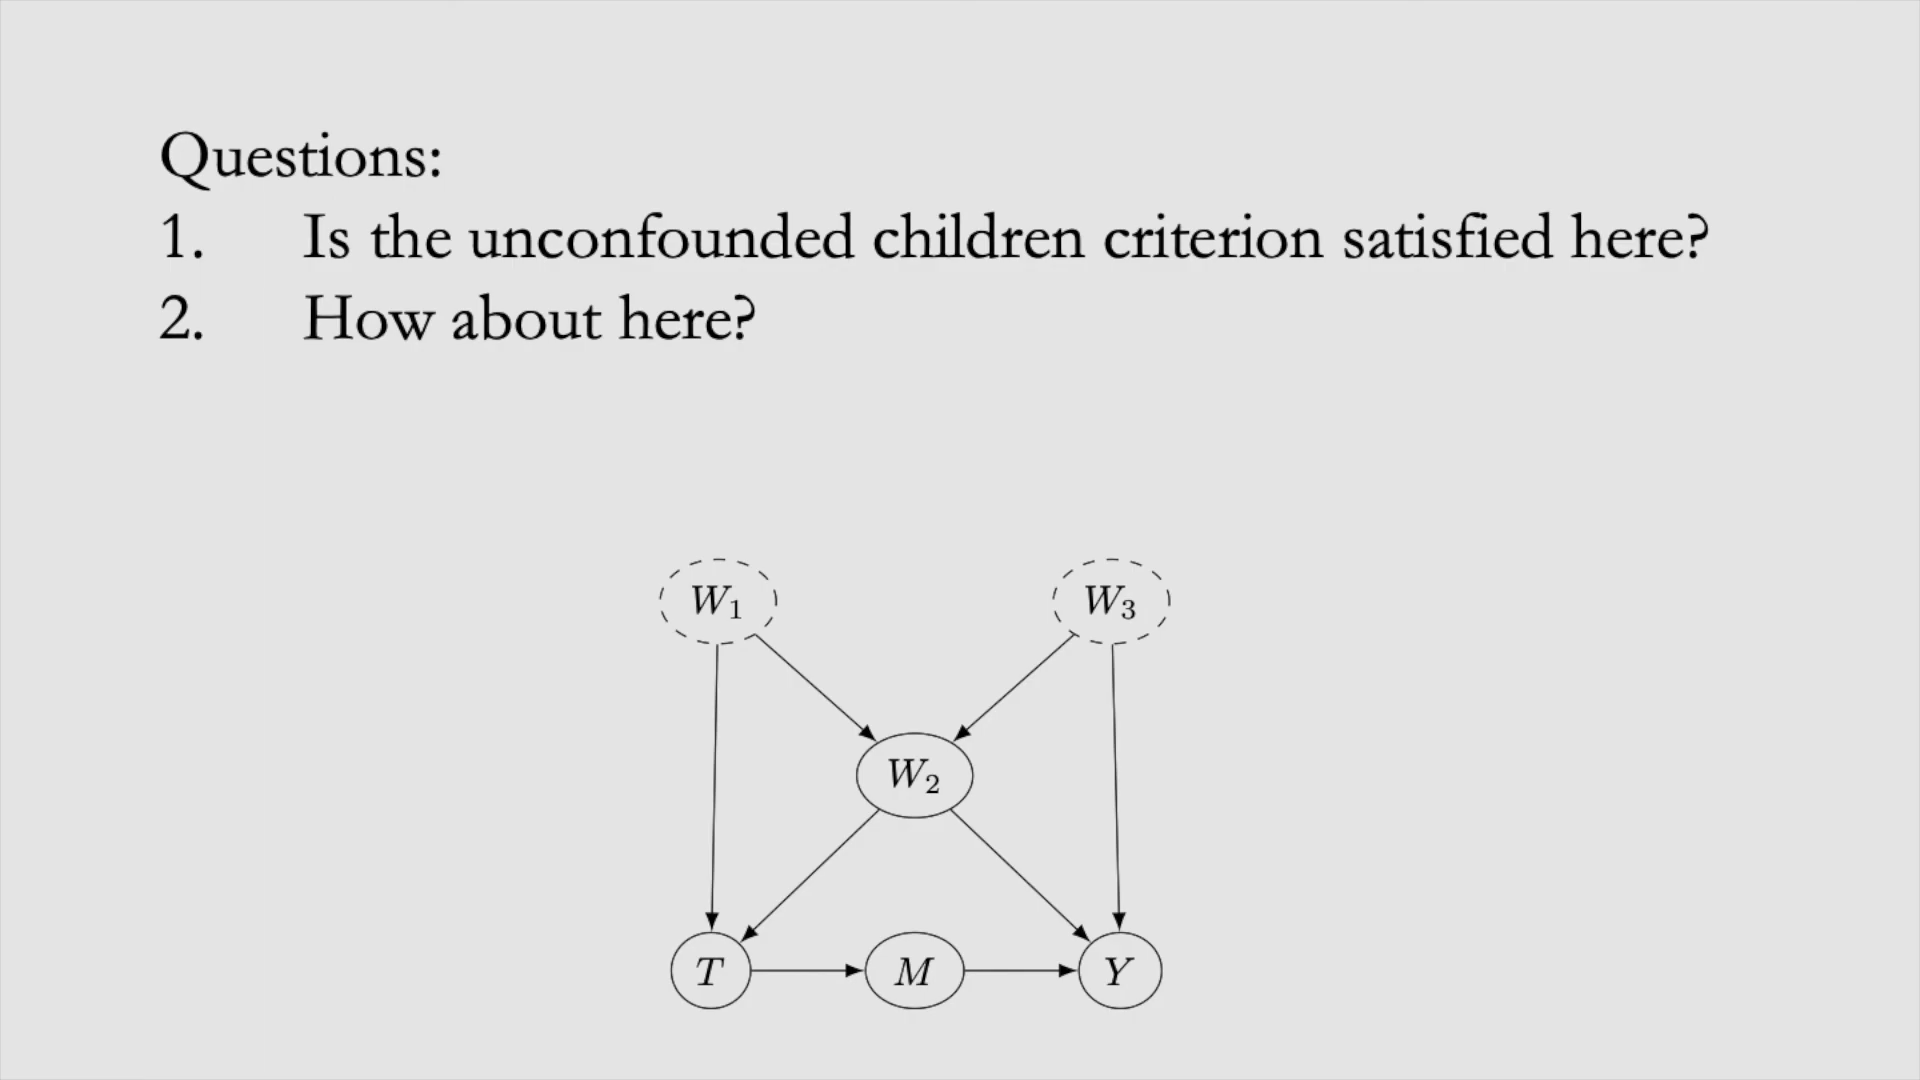 Questions:
1. Is the unconfounded children criterion satisfied here?
2. How about here?
W₁ W₃
W₂
T M Y